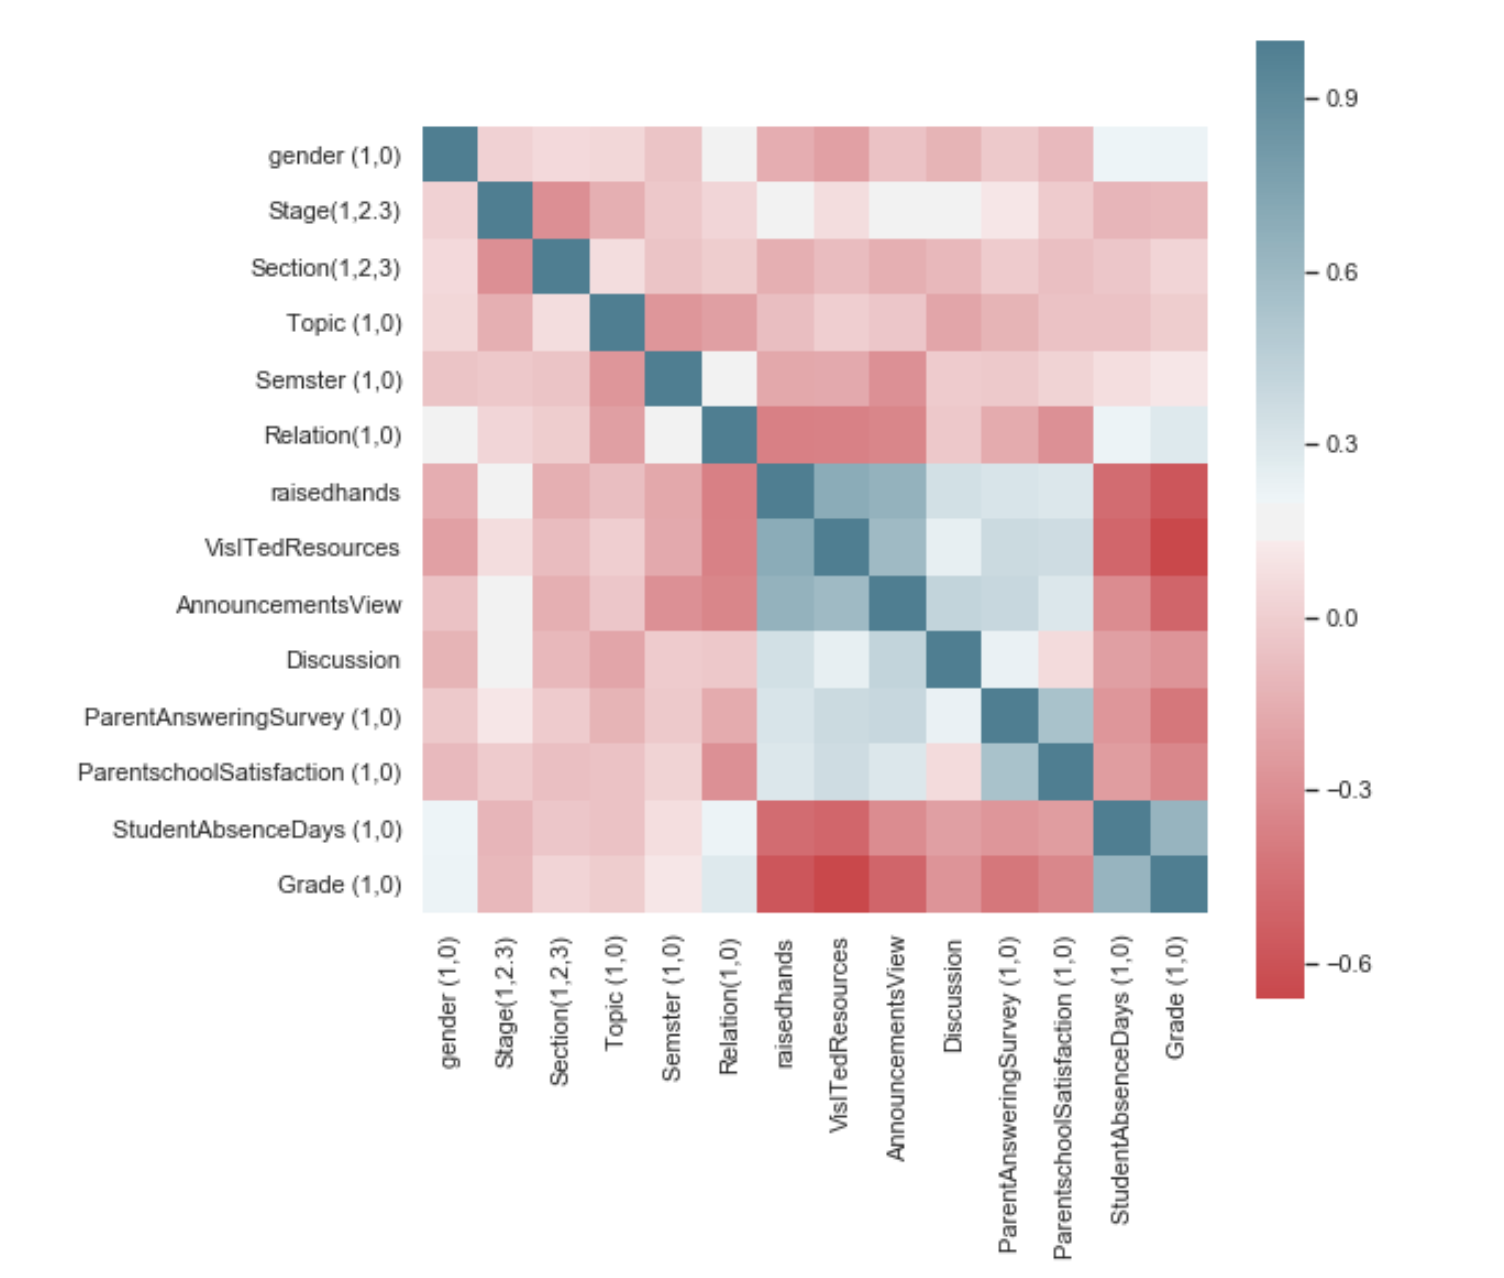 gender (1,0)
Stage(1,2.3)
Section(1,2,3)
Topic (1,0)
Semster (1,0)
Relation(1,0)
raisedhands
VisITedResources
AnnouncementsView
Discussion
ParentAnsweringSurvey (1,0)
ParentschoolSatisfaction (1,0)
StudentAbsenceDays (1,0)
Grade (1,0)
gender (1,0)
Stage(1,2.3)
Section(1,2,3)
Topic (1,0)
Semster (1,0)
Relation(1,0)
raisedhands
VisITedResources
AnnouncementsView
Discussion
ParentAnsweringSurvey (1,0)
ParentschoolSatisfaction (1,0)
StudentAbsenceDays (1,0)
Grade (1,0)
0.9
0.6
0.3
0.0
−0.3
−0.6